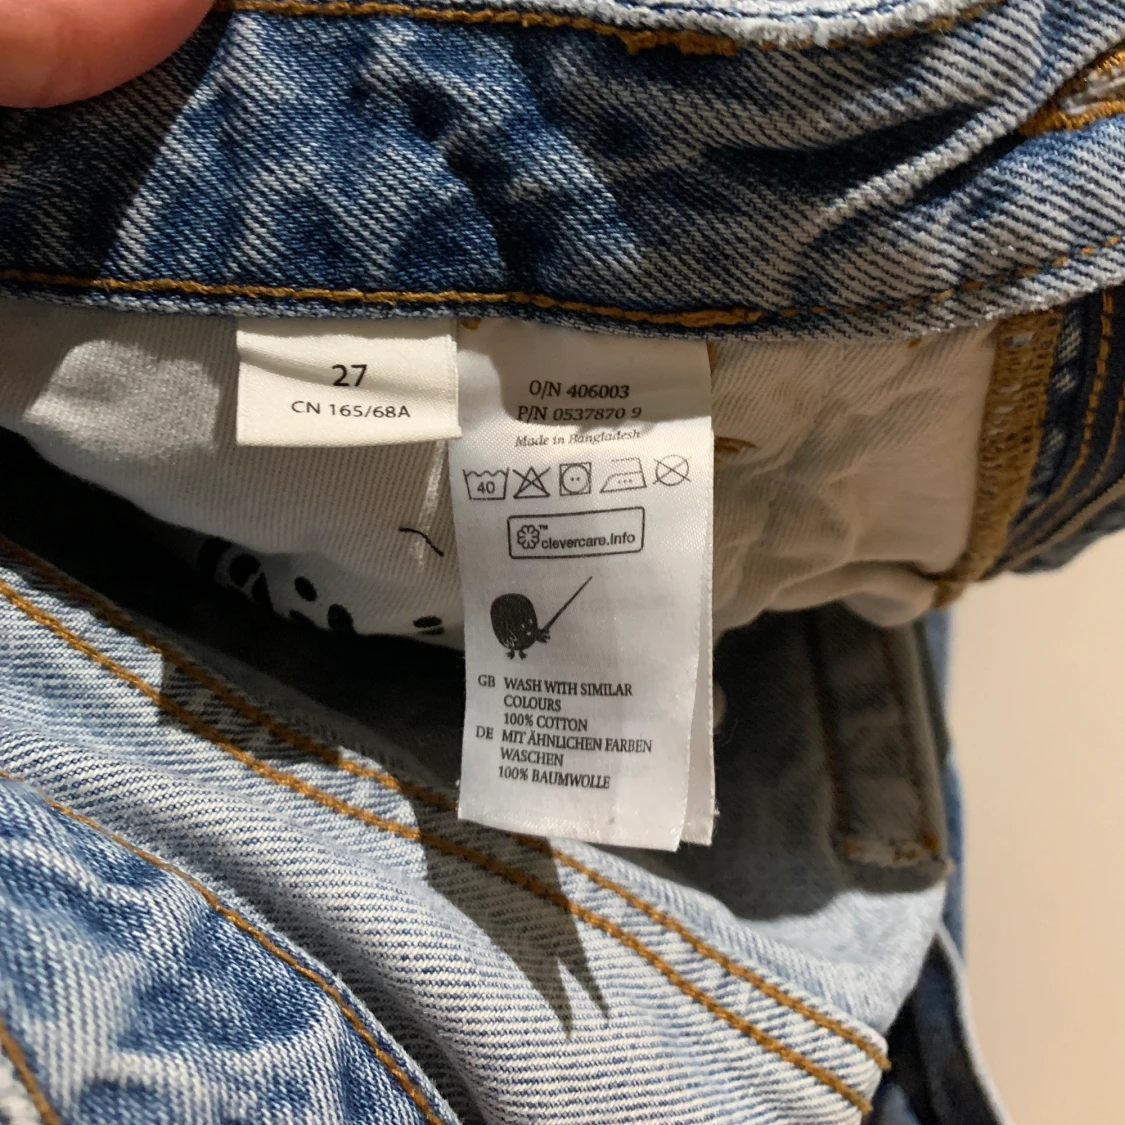 27
CN 165/68A
O/N 406003
P/N 0537870 9
Made in Bangladesh
40
clevercare.info
GB WASH WITH SIMILAR
COLOURS
100% COTTON
DE MIT ÄHNLICHEN FARBEN
WASCHEN
100% BAUMWOLLE